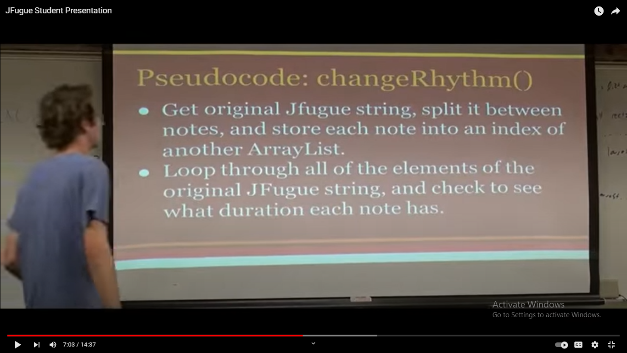 JFugue Student Presentation
Pseudocode: changeRhythm()
• Get original Jfugue string, split it between
notes, and store each note into an index of
another ArrayList.
• Loop through all of the elements of the
original JFugue string, and check to see
what duration each note has.
Activate Windows
Go to Settings to activate Windows.
7:03 / 14:37